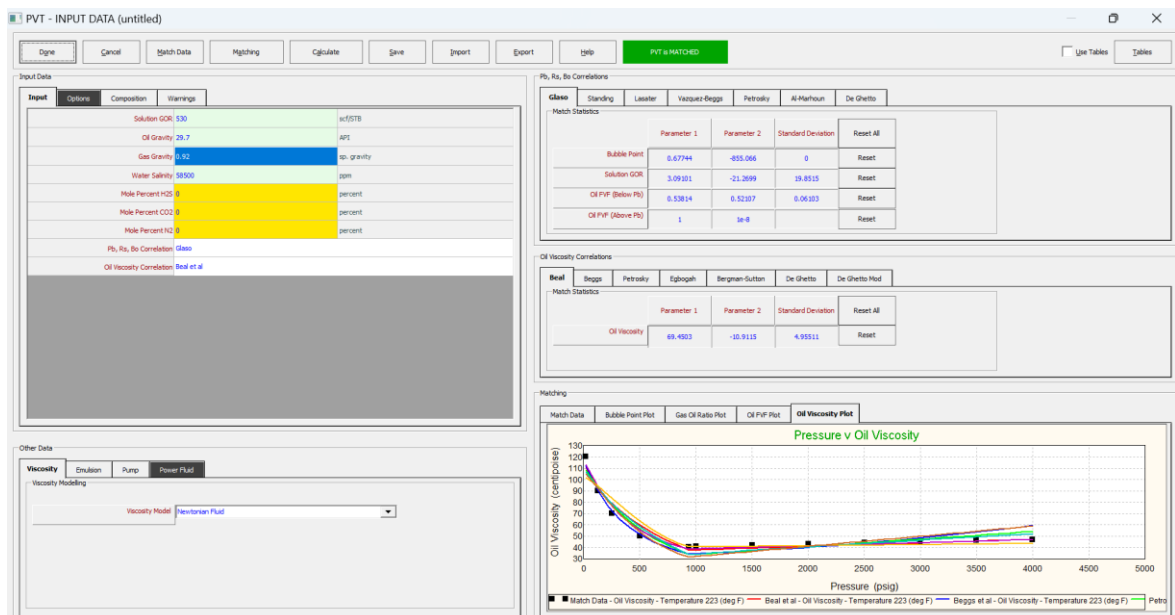 PVT - INPUT DATA (untitled)
Done Cancel Match Data Matching Calculate Save Import Export Help PVT is MATCHED Use Tables Tables
Input Data
Input Options Composition Warnings
Solution GOR 530 scf/STB
Oil Gravity 29.7 API
Gas Gravity 0.92 sp. gravity
Water Salinity 58500 ppm
Mole Percent H2S 0 percent
Mole Percent CO2 0 percent
Mole Percent N2 0 percent
Pb, Rs, Bo Correlation Glaso
Oil Viscosity Correlation Beal et al
Other Data
Viscosity Emulsion Pump Power Fluid
Viscosity Modelling
Viscosity Model Newtonian Fluid
Pb, Rs, Bo Correlations
Glaso Standing Lasater Vazquez-Beggs Petrosky Al-Marhoun De Ghetto
Match Statistics
Parameter 1 Parameter 2 Standard Deviation Reset All
Bubble Point 0.67744 -855.066 0 Reset
Solution GOR 3.09101 -21.2699 19.8515 Reset
Oil FVF (Below Pb) 0.53814 0.52107 0.06103 Reset
Oil FVF (Above Pb) 1 1e-8 Reset
Oil Viscosity Correlations
Beal Beggs Petrosky Egbogah Bergman-Sutton De Ghetto De Ghetto Mod
Match Statistics
Parameter 1 Parameter 2 Standard Deviation Reset All
Oil Viscosity 69.4503 -10.9115 4.95511 Reset
Matching
Match Data Bubble Point Plot Gas Oil Ratio Plot Oil FVF Plot Oil Viscosity Plot
Pressure v Oil Viscosity
Oil Viscosity (centipoise)
130
120
110
100
90
80
70
60
50
40
30
0 500 1000 1500 2000 2500 3000 3500 4000 4500 5000
Pressure (psig)
Match Data - Oil Viscosity - Temperature 223 (deg F) Beal et al - Oil Viscosity - Temperature 223 (deg F) Beggs et al - Oil Viscosity - Temperature 223 (deg F) Petro